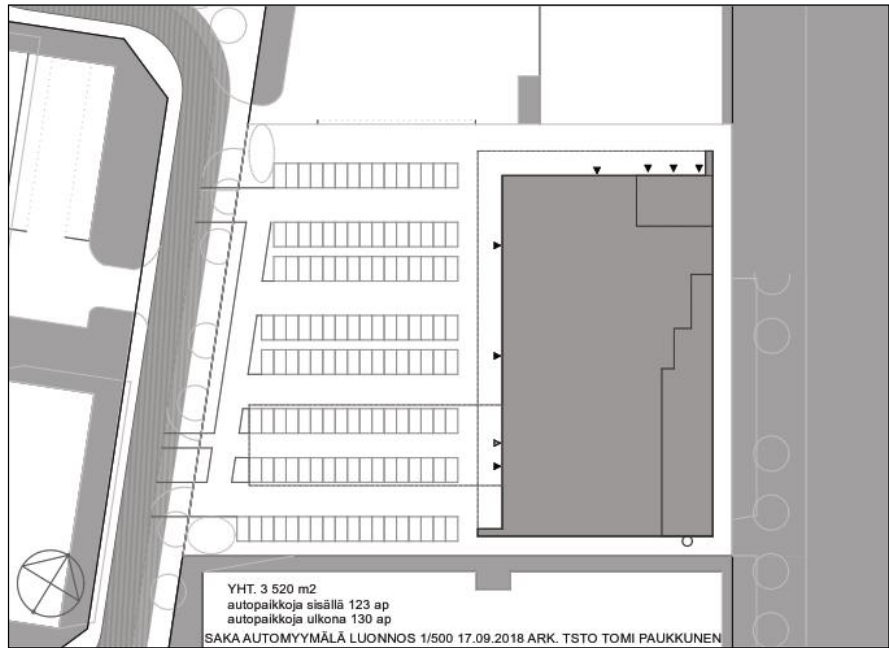 YHT. 3 520 m2
autopaikkoja sisällä 123 ap
autopaikkoja ulkona 130 ap
SAKA AUTOMYYMÄLÄ LUONNOS 1/500 17.09.2018 ARK. TSTO TOMI PAUKKUNEN